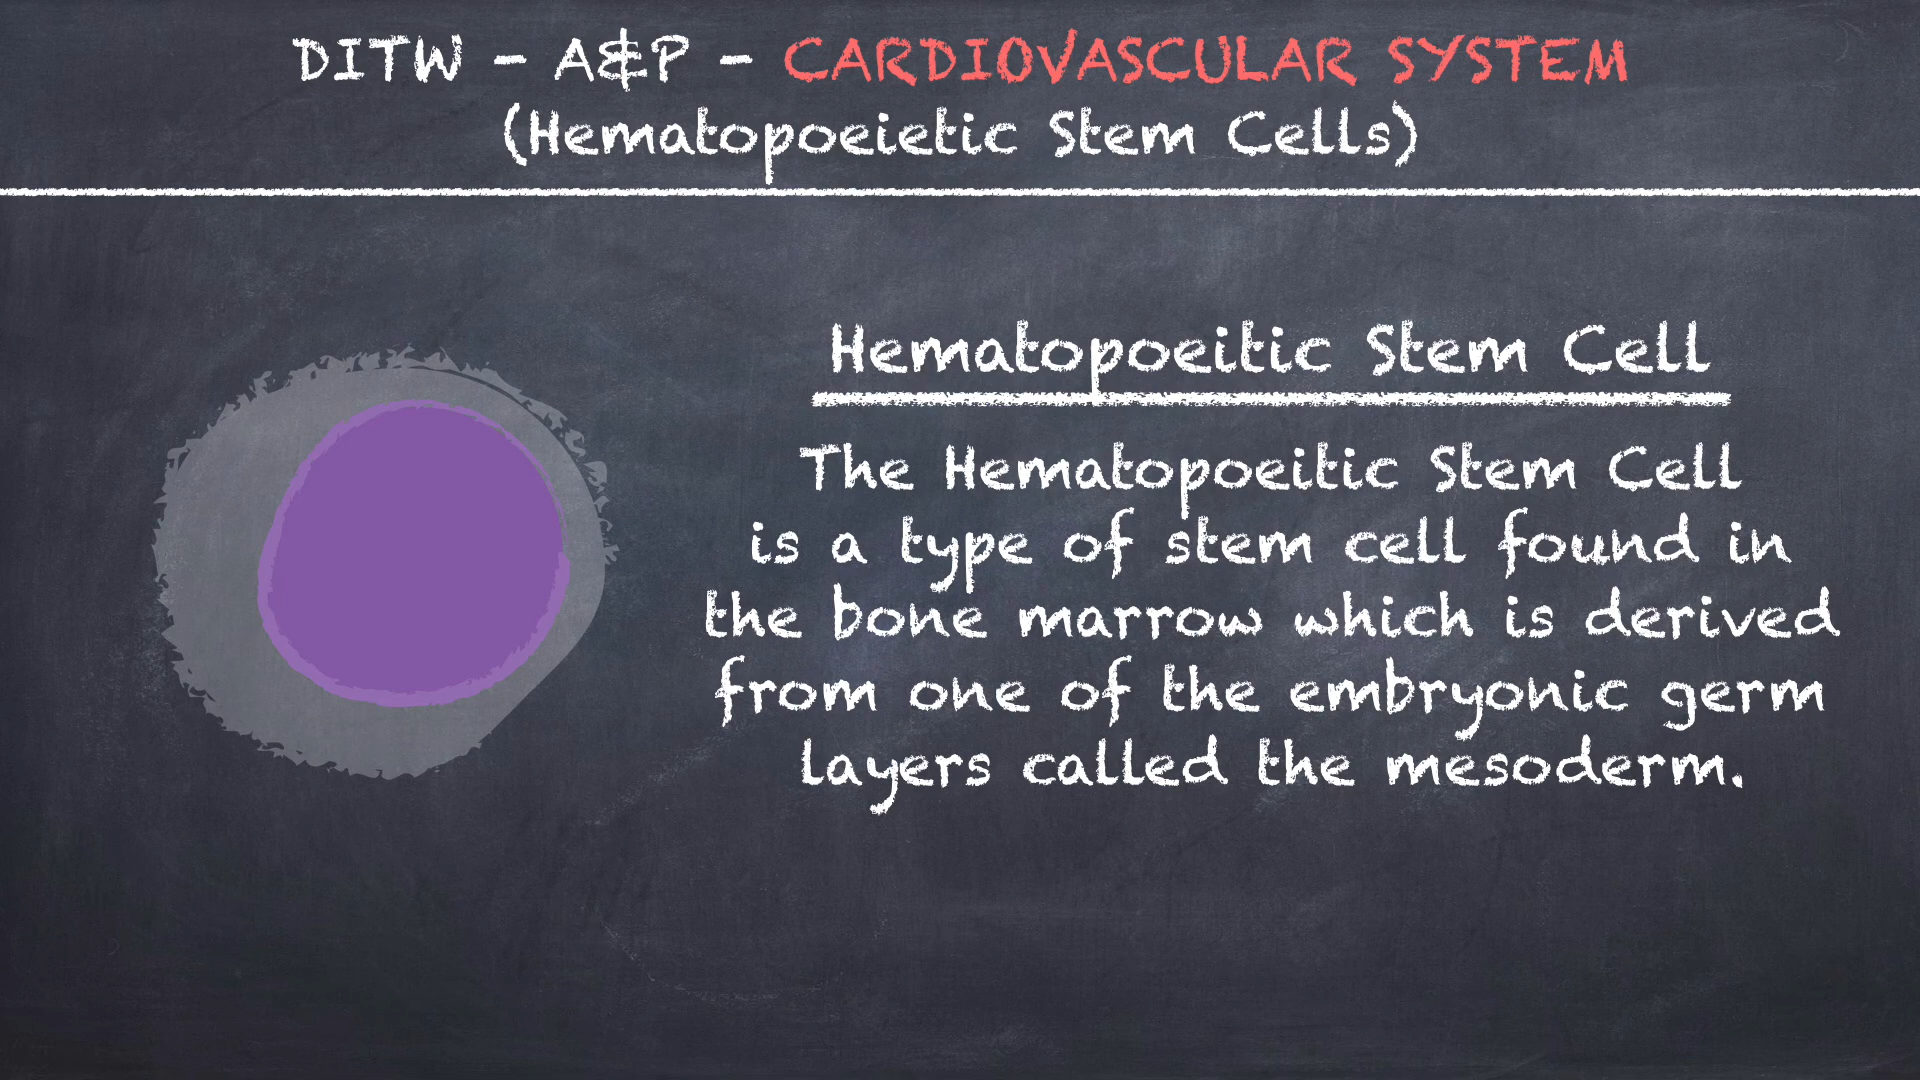 DITW - A&P - CARDIOVASCULAR SYSTEM
(Hematopoeietic Stem Cells)
Hematopoeitic Stem Cell
The Hematopoeitic Stem Cell
is a type of stem cell found in
the bone marrow which is derived
from one of the embryonic germ
layers called the mesoderm.